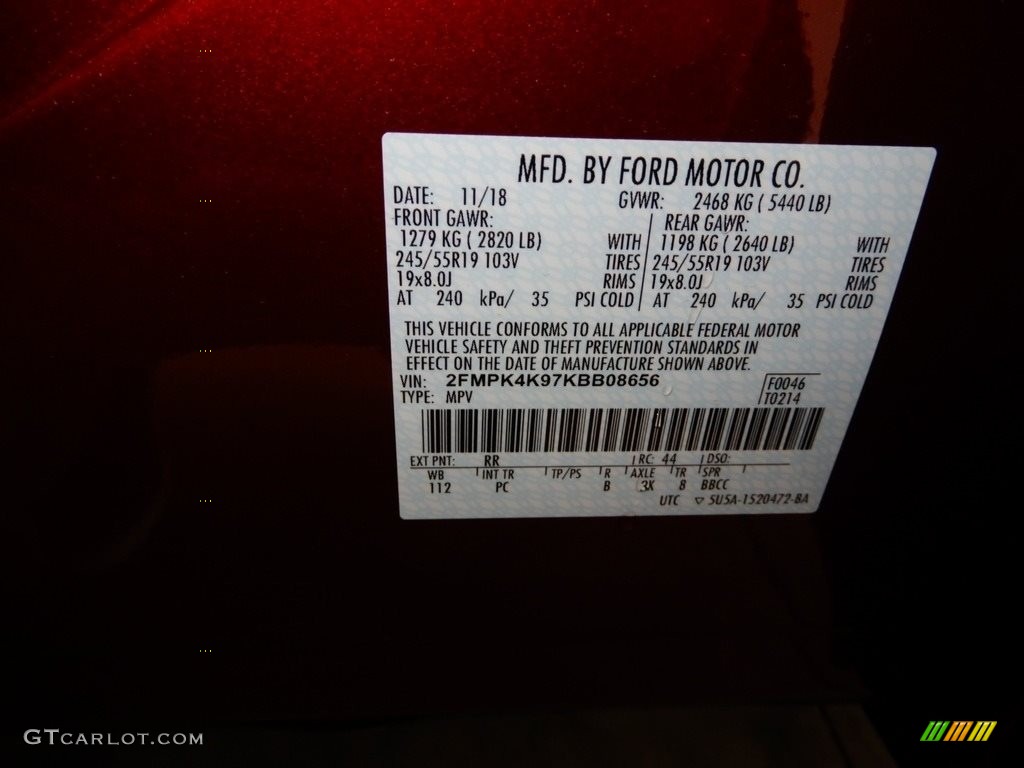 MFD. BY FORD MOTOR CO.
DATE: 11/18 GVWR: 2468 KG ( 5440 LB)
FRONT GAWR: REAR GAWR:
1279 KG ( 2820 LB) WITH 1198 KG ( 2640 LB) WITH
245/55R19 103V TIRES 245/55R19 103V TIRES
19x8.0J RIMS 19x8.0J RIMS
AT 240 kPa/ 35 PSI COLD AT 240 kPa/ 35 PSI COLD
THIS VEHICLE CONFORMS TO ALL APPLICABLE FEDERAL MOTOR
VEHICLE SAFETY AND THEFT PREVENTION STANDARDS IN
EFFECT ON THE DATE OF MANUFACTURE SHOWN ABOVE.
VIN: 2FMPK4K97KBB08656 F0046
TYPE: MPV T0214
EXT PNT: RR RC: 44 DSO:
WB INT TR TP/PS R AXLE TR SPR
112 PC B 3X 8 BBCC
UTC ▽ 5U5A-1520472-BA
GTCARLOT.COM